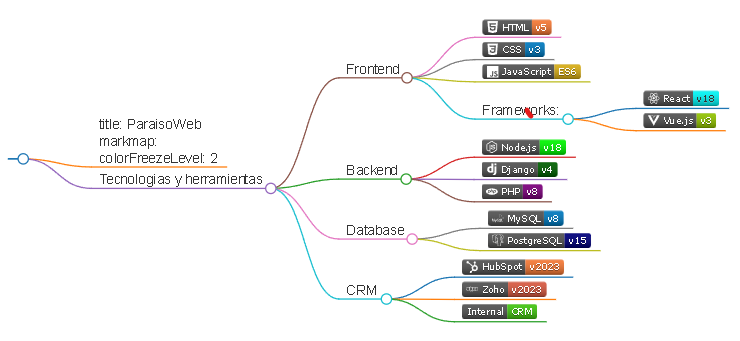 title: ParaisoWeb
markmap:
colorFreezeLevel: 2
Tecnologias y herramientas
Frontend
HTML v5
CSS v3
JavaScript ES6
Frameworks:
React v18
Vue.js v3
Backend
Node.js v18
Django v4
PHP v8
Database
MySQL v8
PostgreSQL v15
CRM
HubSpot v2023
Zoho v2023
Internal CRM